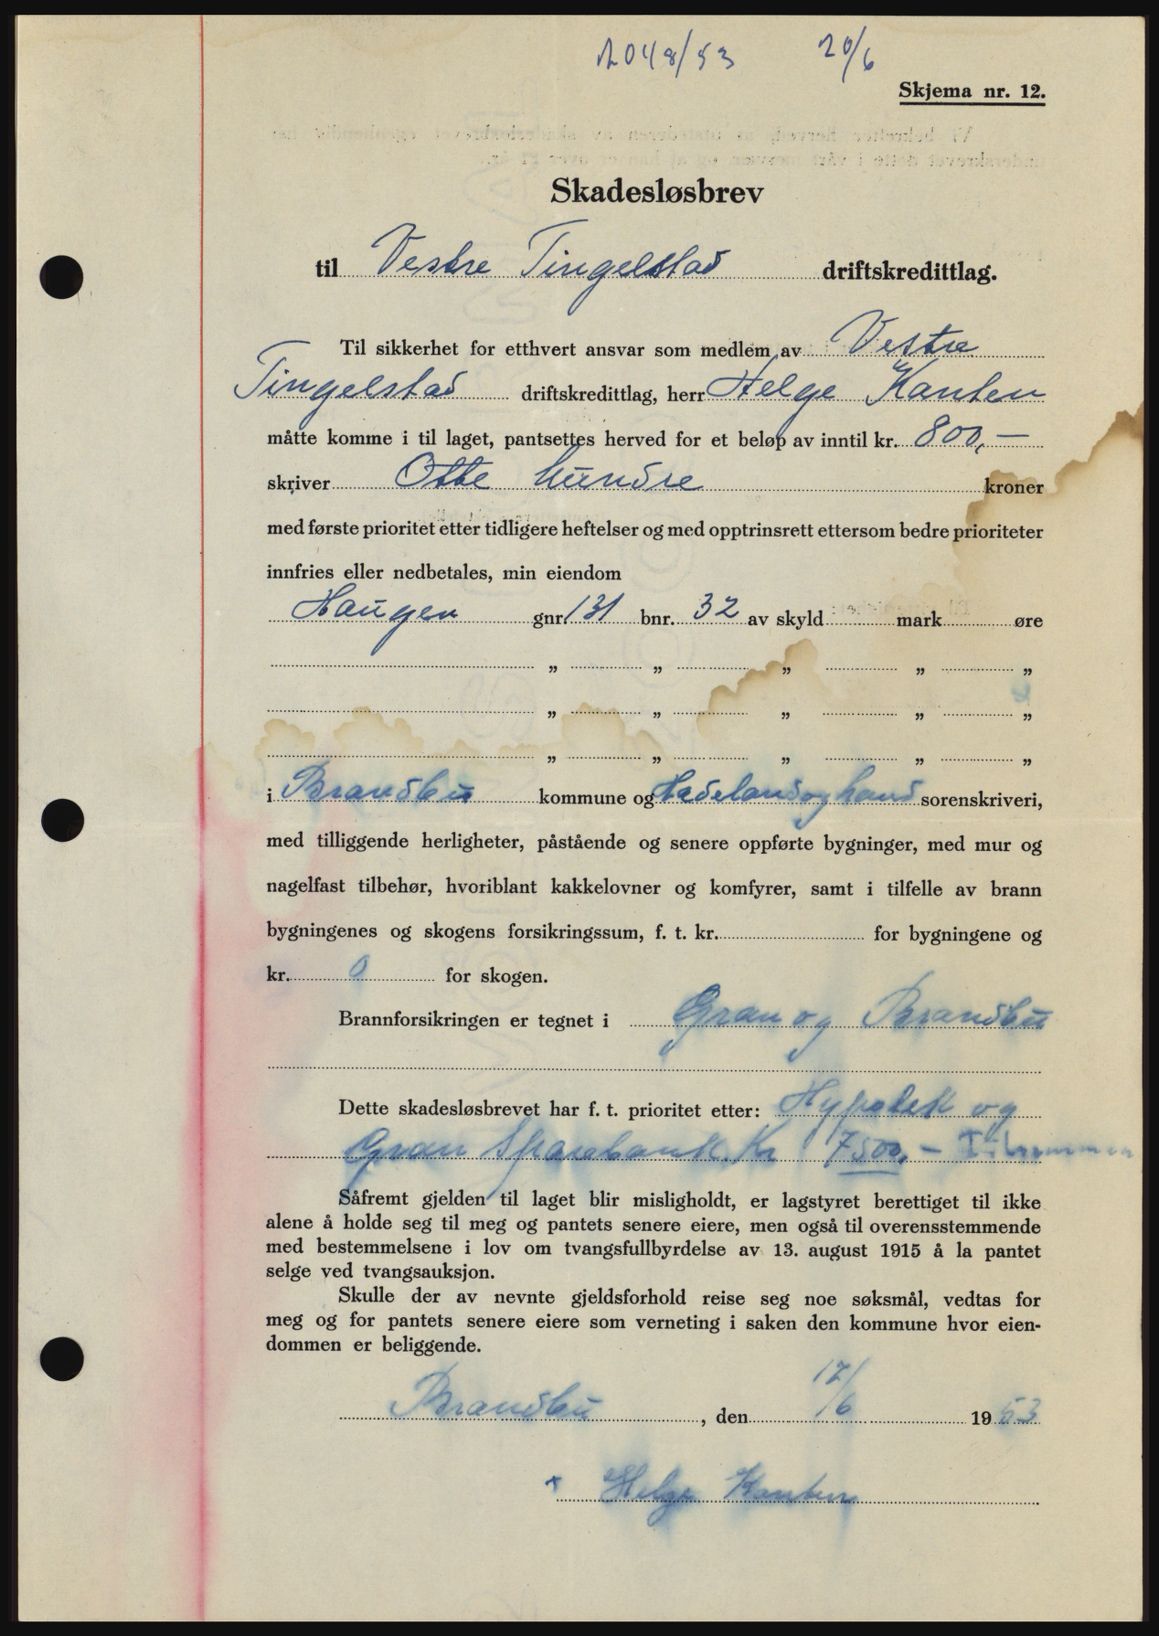 2048/53 20/6
Skjema nr. 12.
Skadesløsbrev
til Vestre Tingelstad driftskredittlag.
Til sikkerhet for etthvert ansvar som medlem av Vestre
Tingelstad driftskredittlag, herr Helge Kanten
måtte komme i til laget, pantsettes herved for et beløp av inntil kr. 800,—
skriver Otte hundre kroner
med første prioritet etter tidligere heftelser og med opptrinsrett ettersom bedre prioriteter
innfries eller nedbetales, min eiendom
Haugen gnr. 131 bnr. 32 av skyld mark øre
„ „ „ „ „
„ „ „ „ „
„ „ „ „ „
i Brandbu kommune og Hadeland og Land sorenskriveri,
med tilliggende herligheter, påstående og senere oppførte bygninger, med mur og
nagelfast tilbehør, hvoriblant kakkelovner og komfyrer, samt i tilfelle av brann
bygningenes og skogens forsikringssum, f. t. kr. for bygningene og
kr. 0 for skogen.
Brannforsikringen er tegnet i Gran og Brandbu
Dette skadesløsbrevet har f. t. prioritet etter: Hypotek og
Gran Sparebank Kr 7500,— Tilsammen
Såfremt gjelden til laget blir misligholdt, er lagstyret berettiget til ikke
alene å holde seg til meg og pantets senere eiere, men også til overensstemmende
med bestemmelsene i lov om tvangsfullbyrdelse av 13. august 1915 å la pantet
selge ved tvangsauksjon.
Skulle der av nevnte gjeldsforhold reise seg noe søksmål, vedtas for
meg og for pantets senere eiere som verneting i saken den kommune hvor eien-
dommen er beliggende.
Brandbu, den 12/6 1953
x Helge Kanten